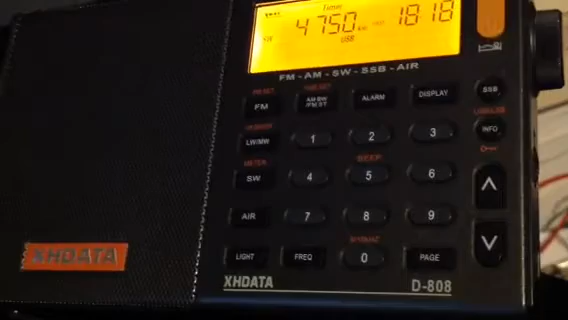 Timer
4750 1818
SW
USB
FM-AM-SW-SSB-AIR
FM AM BW /FM.ST ALARM DISPLAY SSB
LW/MW 1 2 3 INFO
METER BEEP
SW 4 5 6
AIR 7 8 9
LIGHT FREQ 0 PAGE
XHDATA
XHDATA D-808